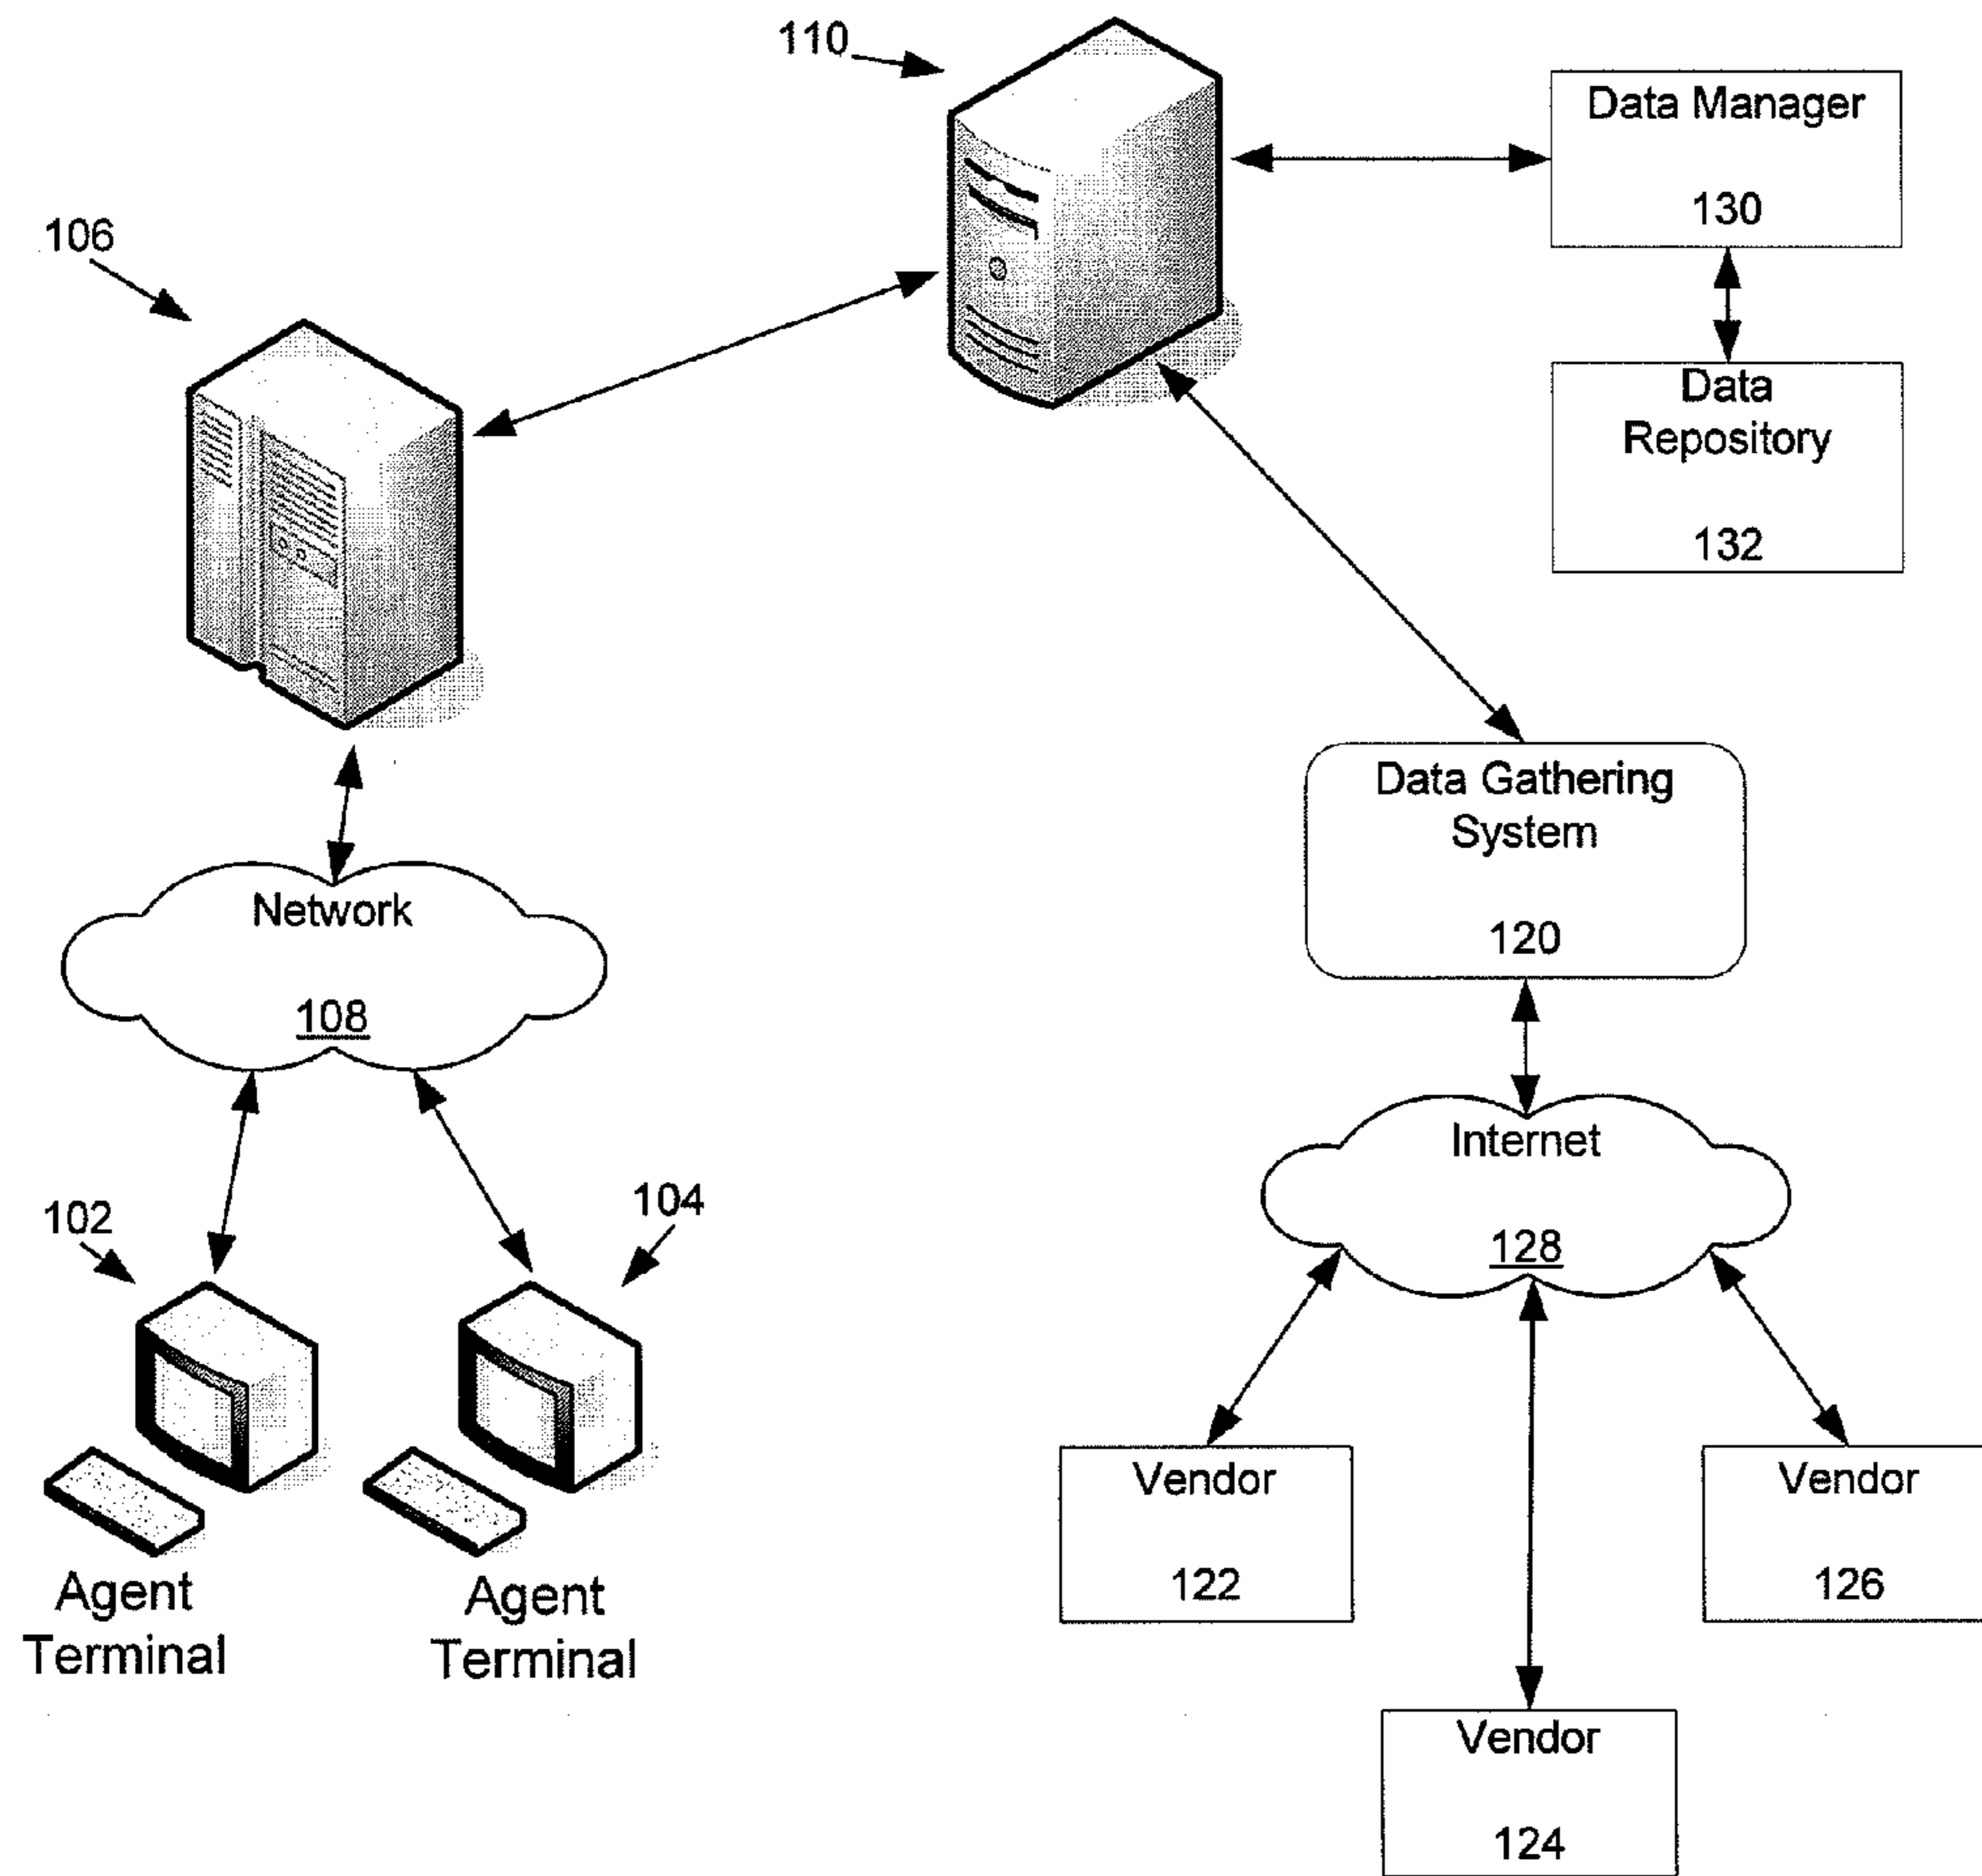 110
Data Manager
130
106
Data
Repository
132
Data Gathering
System
120
Network
108
Internet
128
102
104
Vendor
122
Vendor
126
Agent
Terminal
Agent
Terminal
Vendor
124